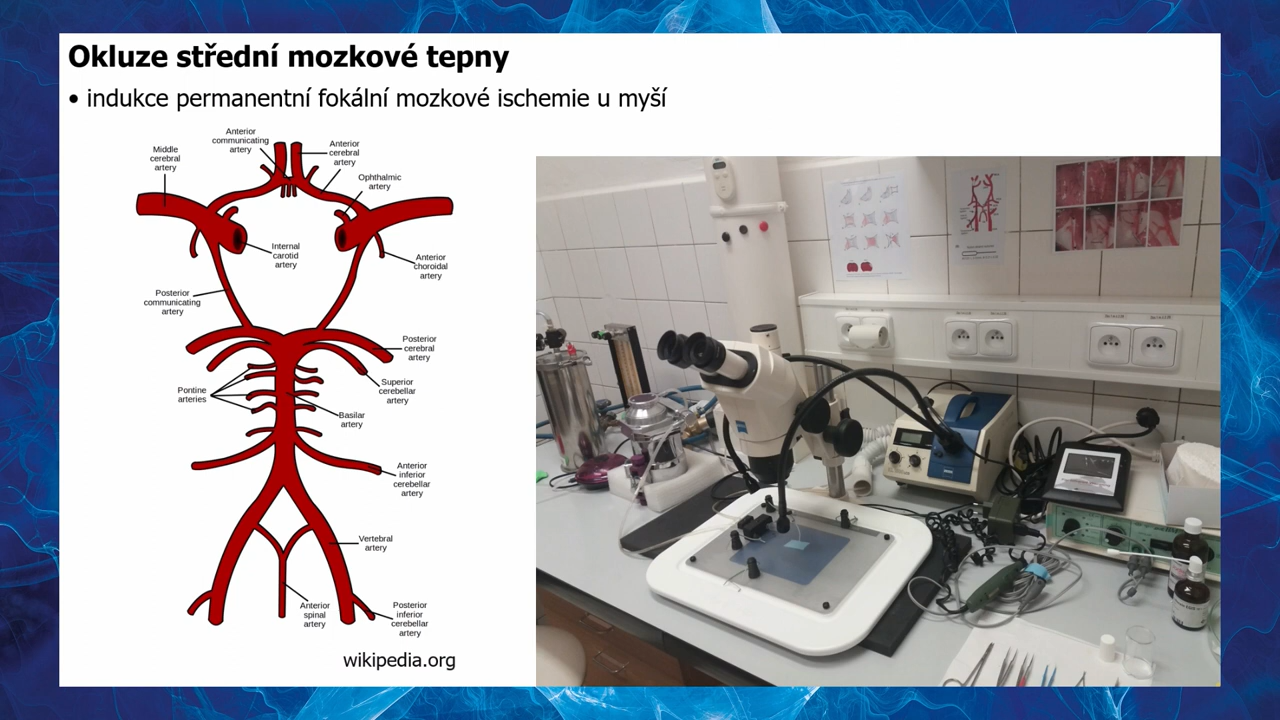 Okluze střední mozkové tepny
• indukce permanentní fokální mozkové ischemie u myší
Anterior
communicating
artery
Middle
cerebral
artery
Anterior
cerebral
artery
Ophthalmic
artery
Internal
carotid
artery
Anterior
choroidal
artery
Posterior
communicating
artery
Posterior
cerebral
artery
Pontine
arteries
Superior
cerebellar
artery
Basilar
artery
Anterior
inferior
cerebellar
artery
Vertebral
artery
Anterior
spinal
artery
Posterior
inferior
cerebellar
artery
wikipedia.org